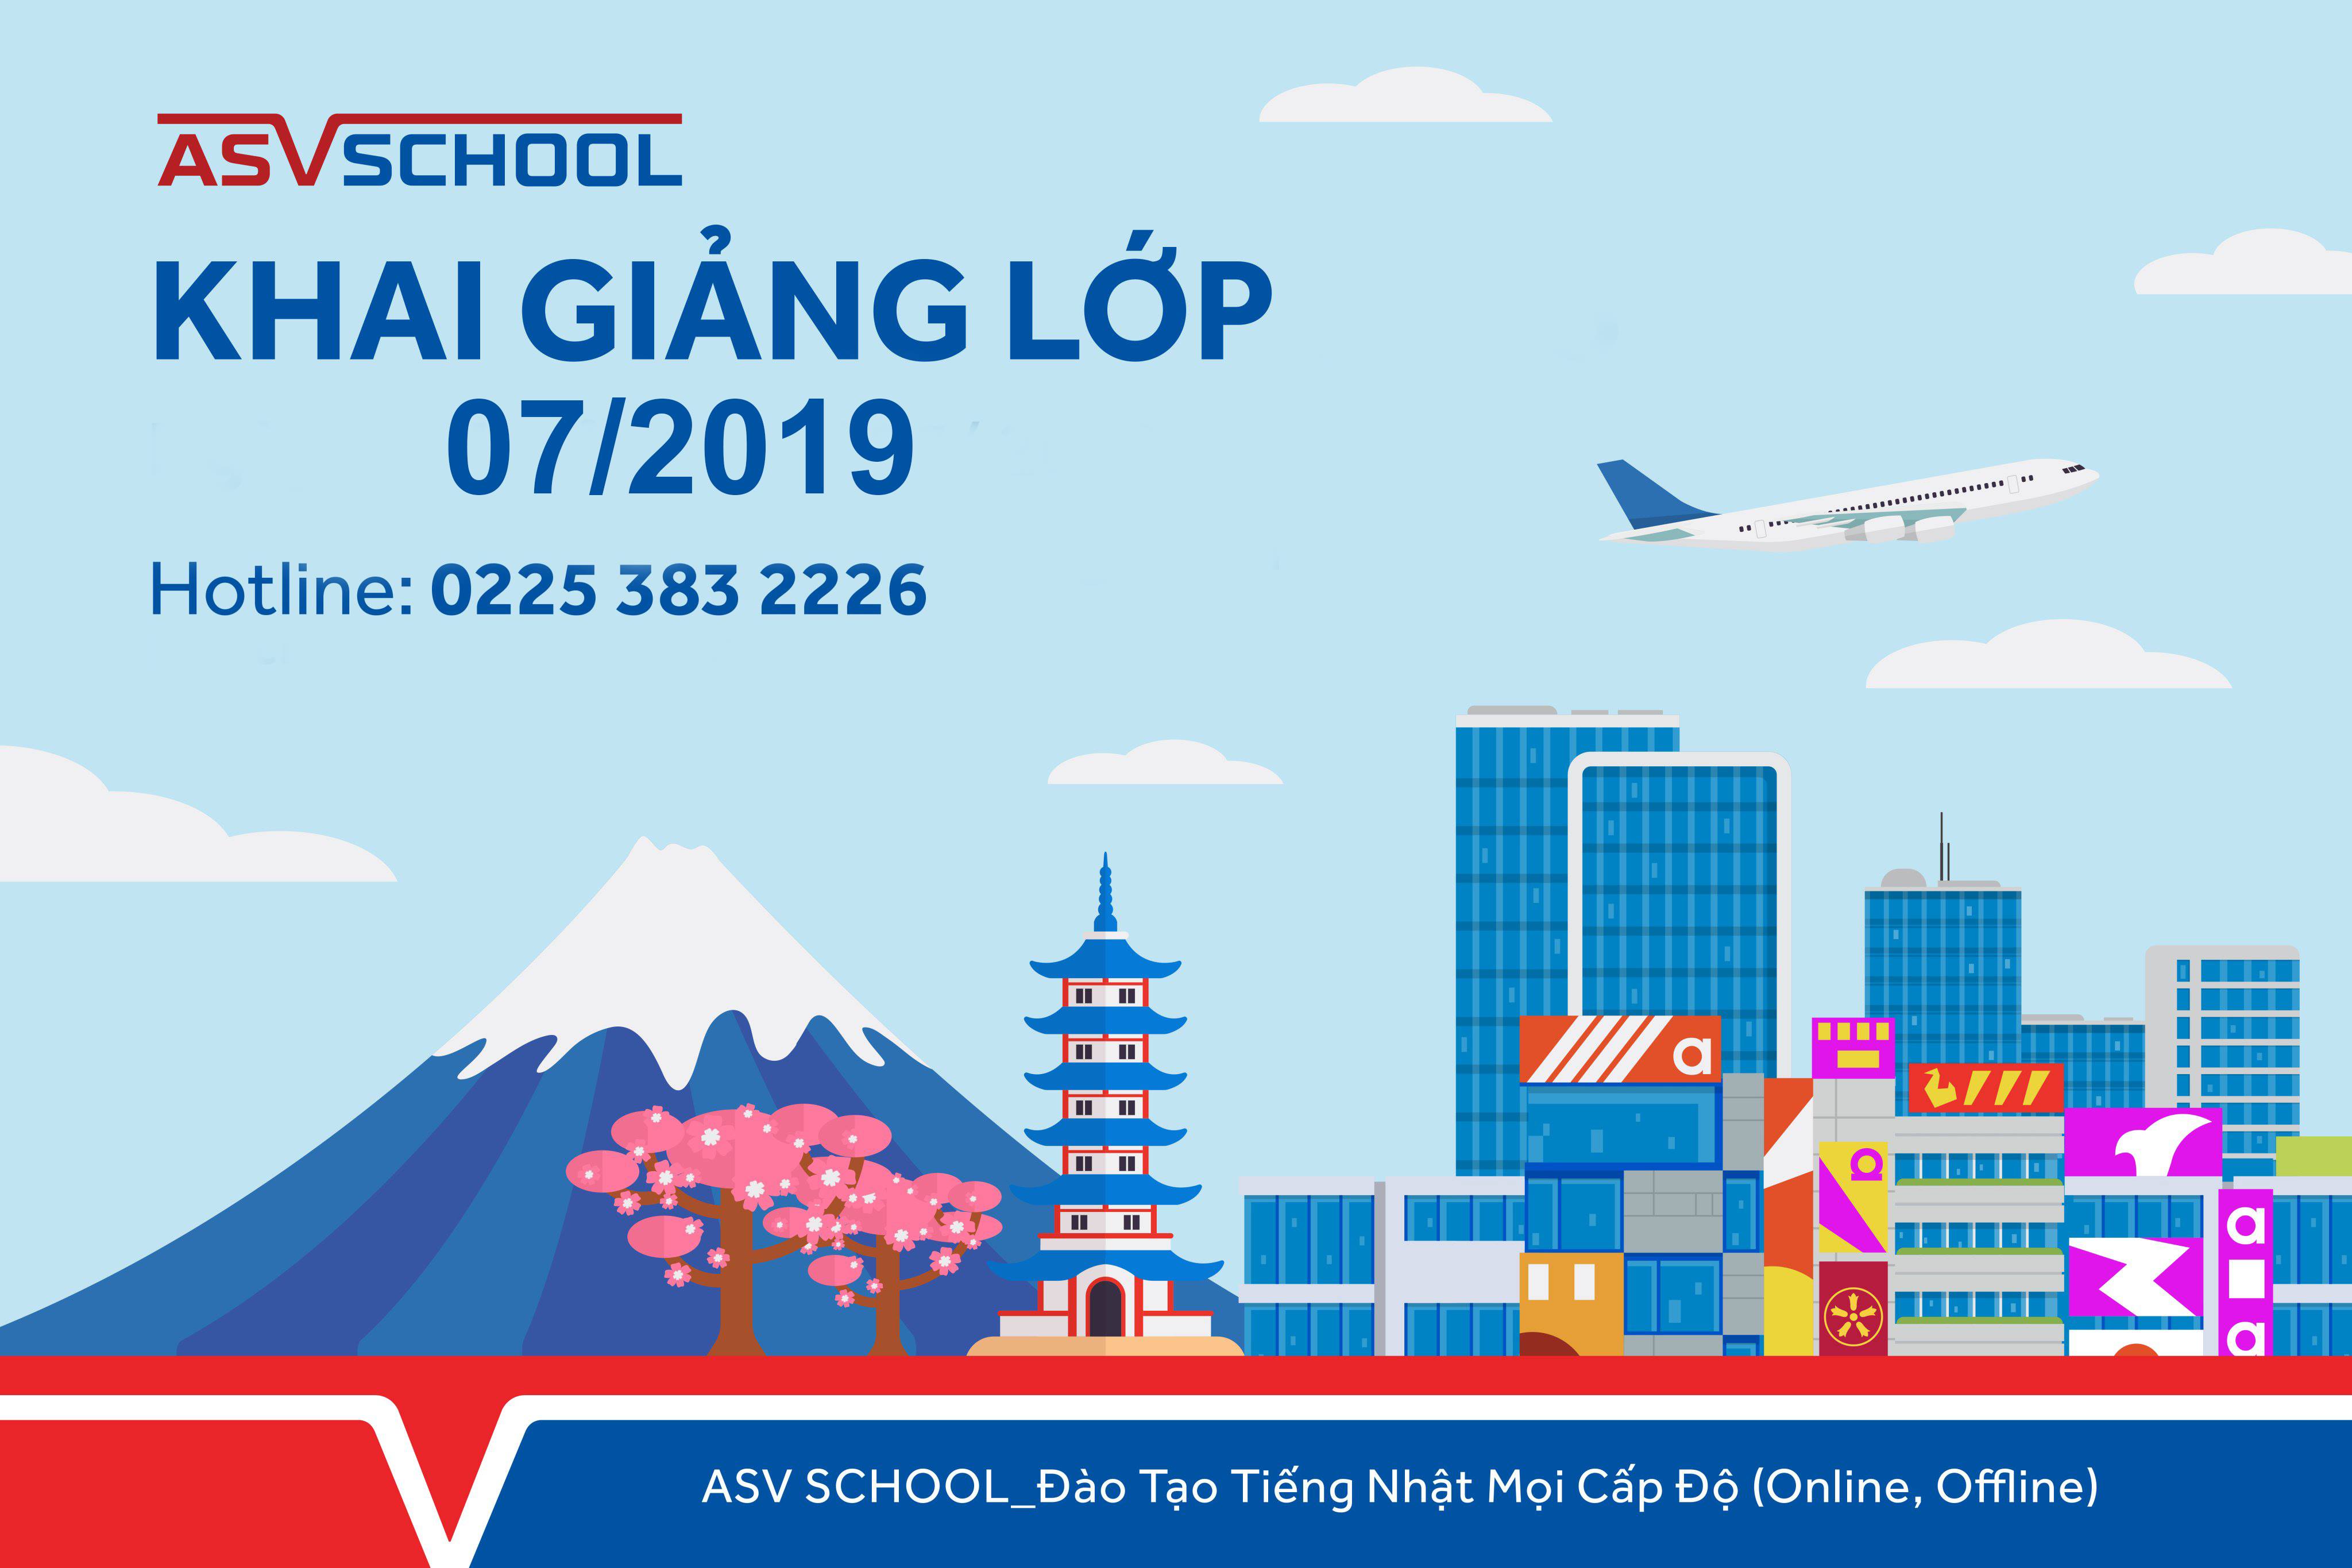 ASVSCHOOL
KHAI GIẢNG LỚP
07/2019
Hotline: 0225 383 2226
a
a
a
a
ASV SCHOOL_Đào Tạo Tiếng Nhật Mọi Cấp Độ (Online, Offline)